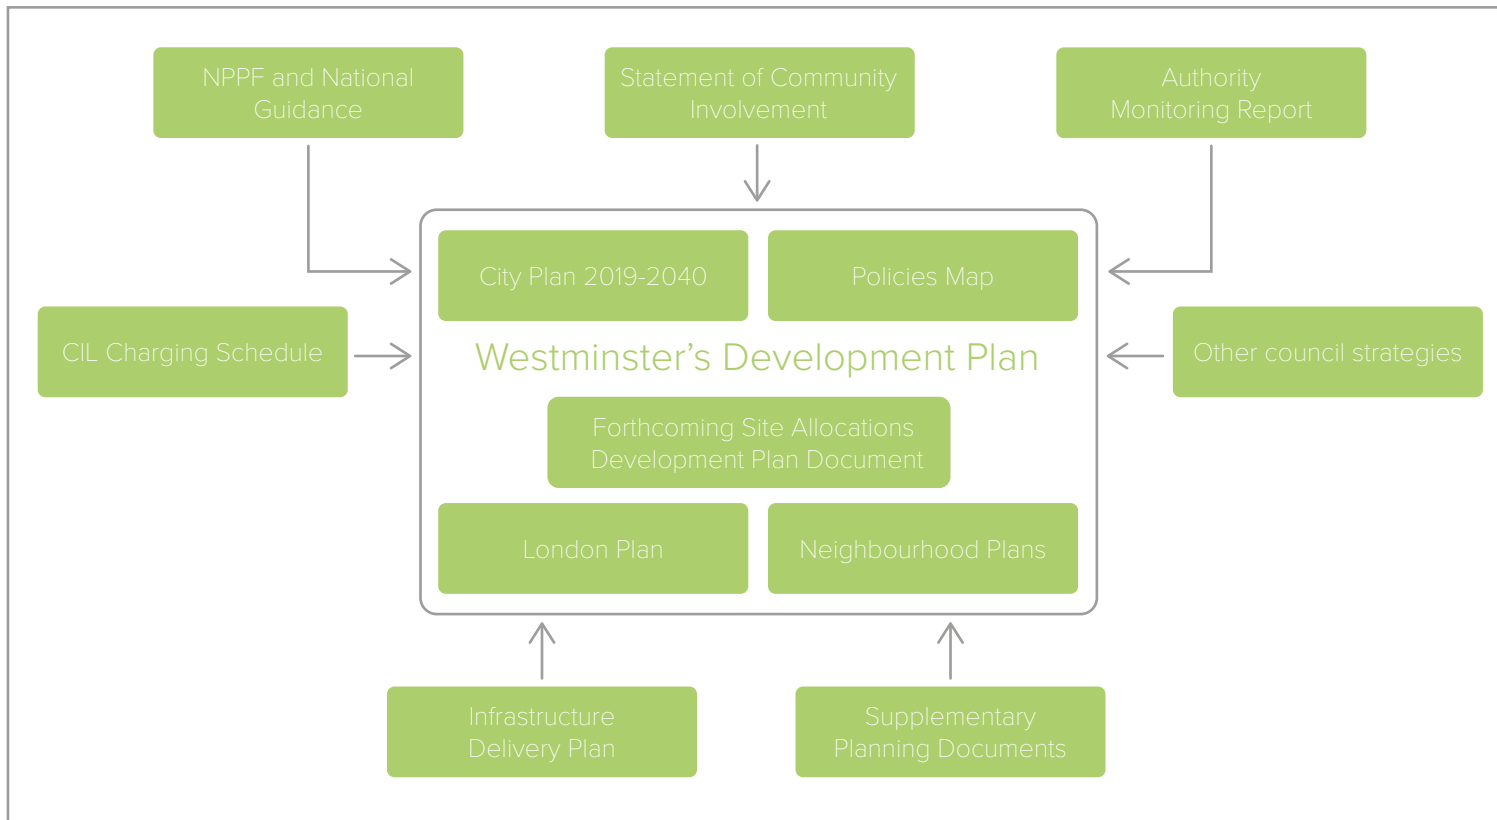 NPPF and National
Guidance
Statement of Community
Involvement
Authority
Monitoring Report
City Plan 2019-2040
Policies Map
CIL Charging Schedule
Westminster’s Development Plan
Other council strategies
Forthcoming Site Allocations
Development Plan Document
London Plan
Neighbourhood Plans
Infrastructure
Delivery Plan
Supplementary
Planning Documents